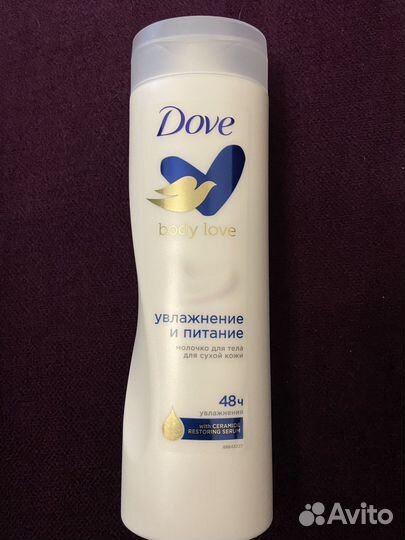 Dove
body love
увлажнение
и питание
молочко для тела
для сухой кожи
48ч
увлажнения
with CERAMIDE
RESTORING SERUM
Avito